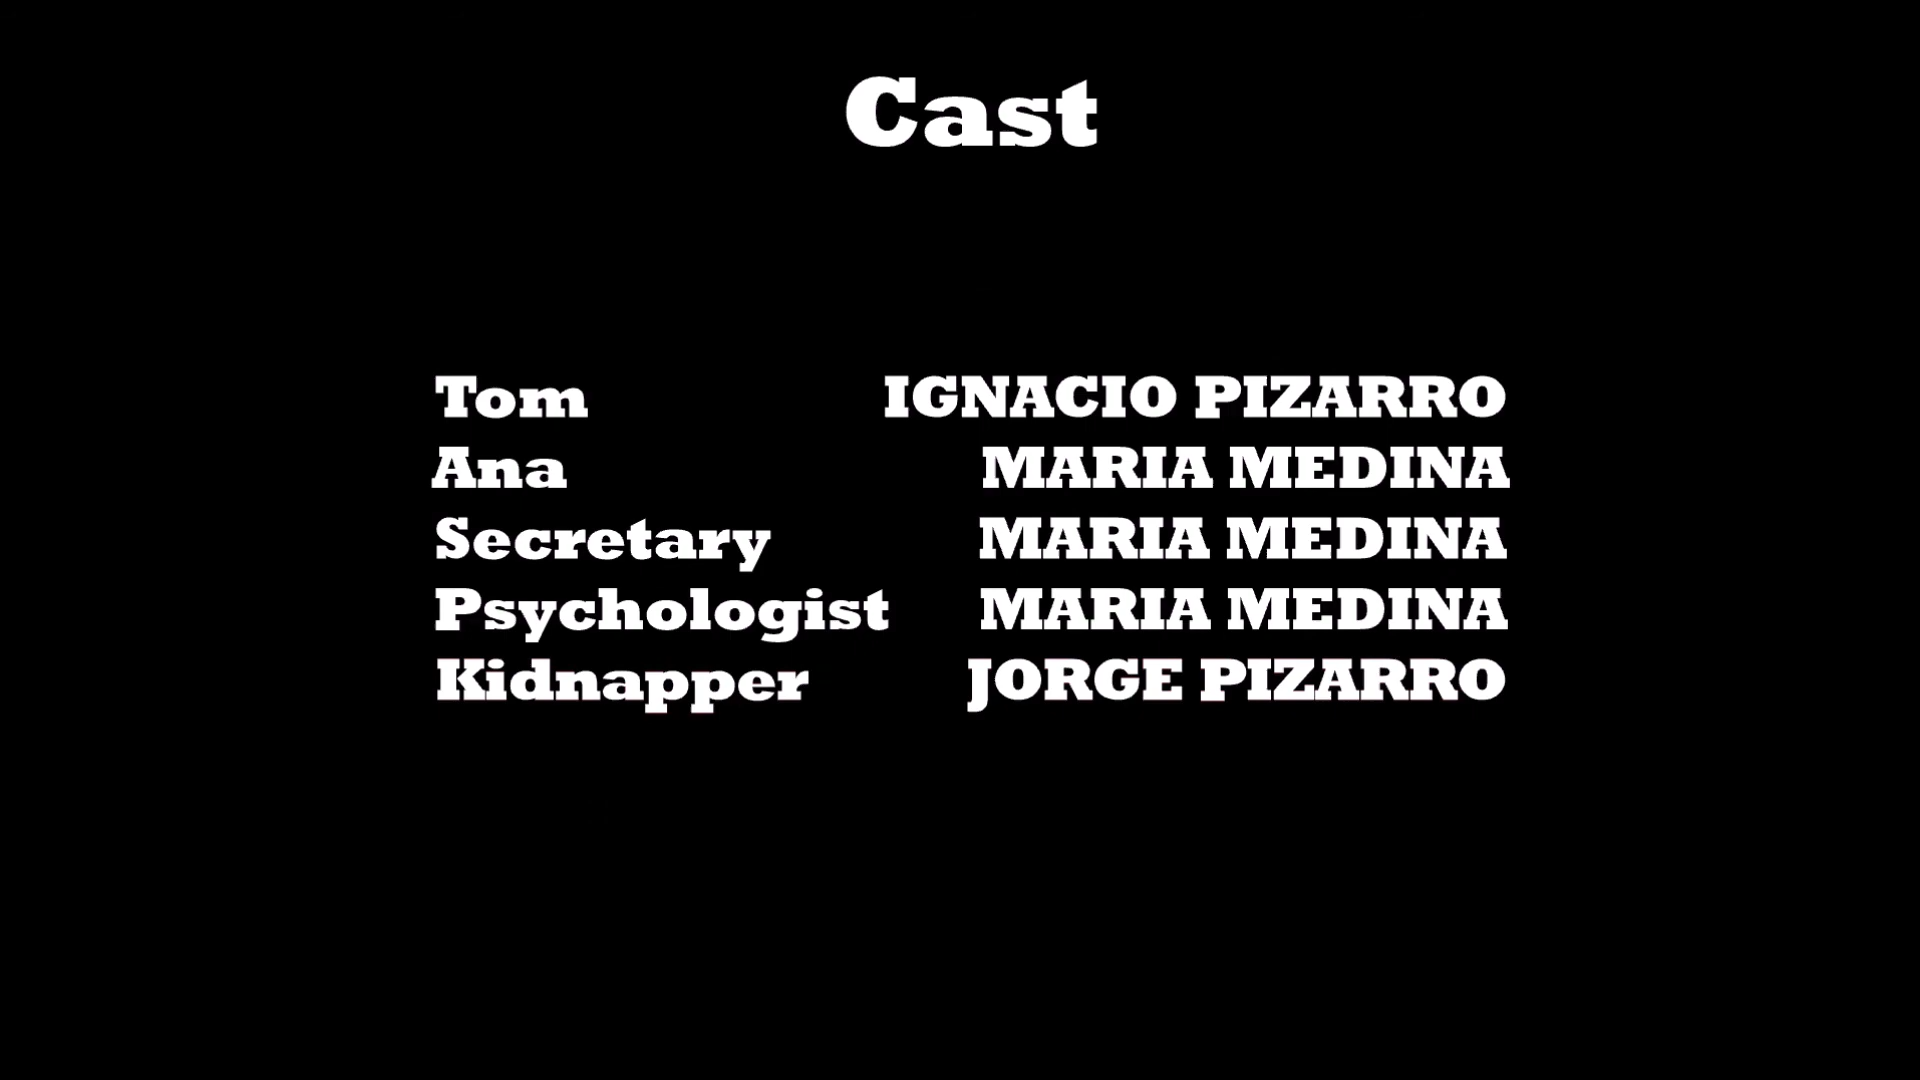 Cast
Tom IGNACIO PIZARRO
Ana MARIA MEDINA
Secretary MARIA MEDINA
Psychologist MARIA MEDINA
Kidnapper JORGE PIZARRO